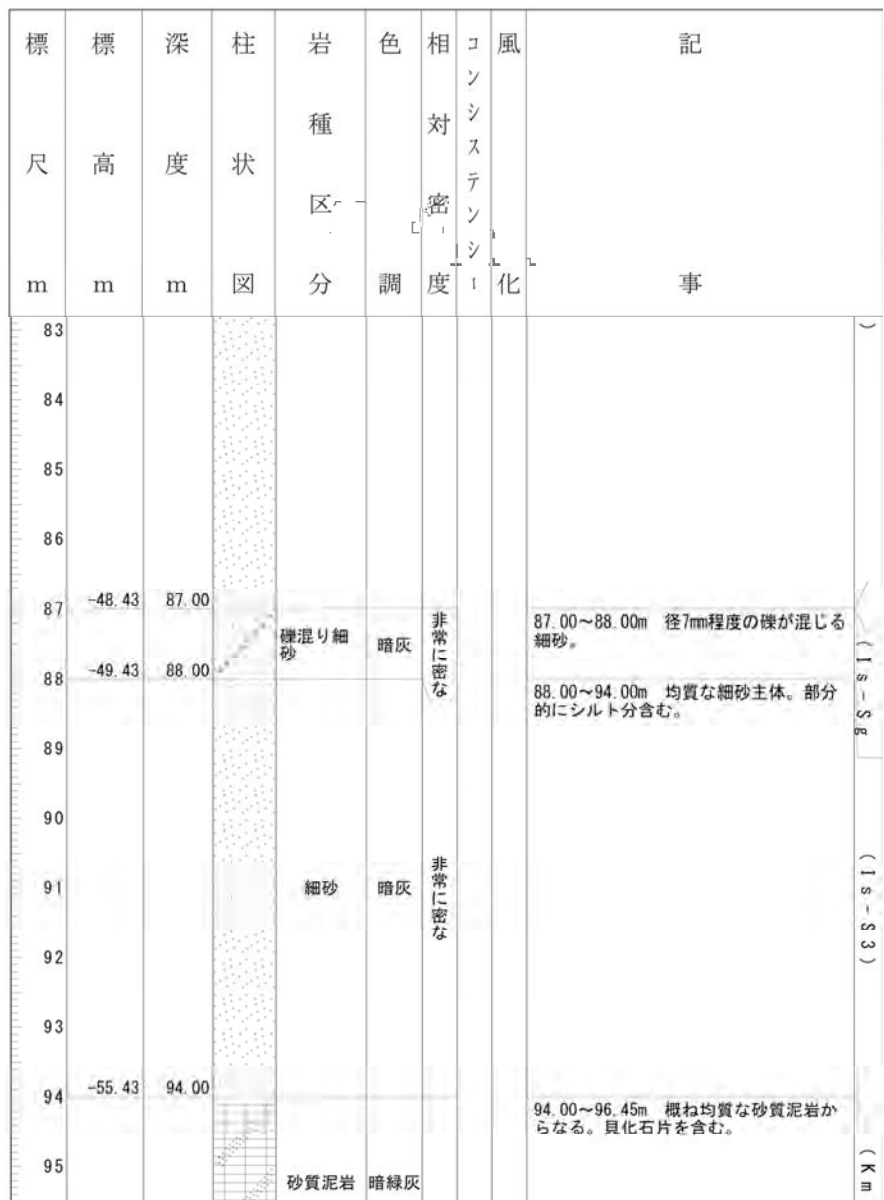 標尺 m
標高 m
深度 m
柱状図
岩種区分
色調
相対密度
コンシステンシー
風化
記事
83
)
84
85
86
-48.43 87.00
87
礫混り細砂
暗灰
非常に密な
87.00～88.00m 径7mm程度の礫が混じる
細砂。
(Is-Sg
-49.43 88.00
88
88.00～94.00m 均質な細砂主体。部分
的にシルト分含む。
89
90
91
細砂
暗灰
非常に密な
(Is-S3)
92
93
-55.43 94.00
94
94.00～96.45m 概ね均質な砂質泥岩か
らなる。貝化石片を含む。
95
砂質泥岩
暗緑灰
(Km